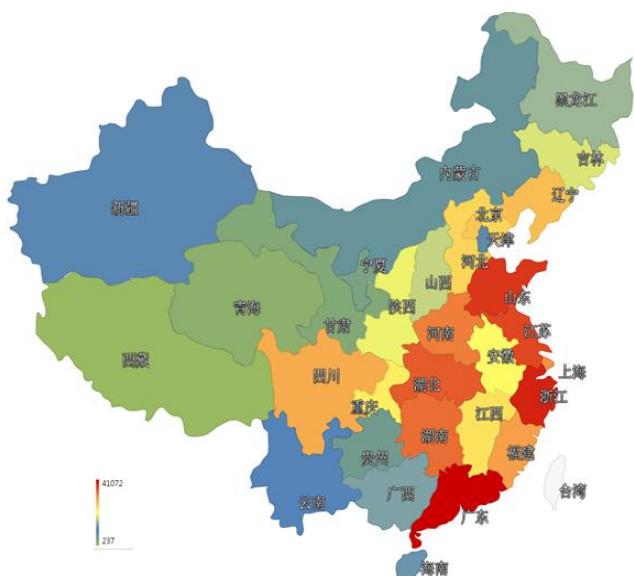 黑龙江
吉林
内蒙古
辽宁
新疆
北京
天津
宁夏
河北
山西
山东
青海
陕西
甘肃
河南
江苏
西藏
安徽
上海
四川
湖北
浙江
重庆
江西
湖南
福建
贵州
41072
广西
台湾
云南
广东
237
海南